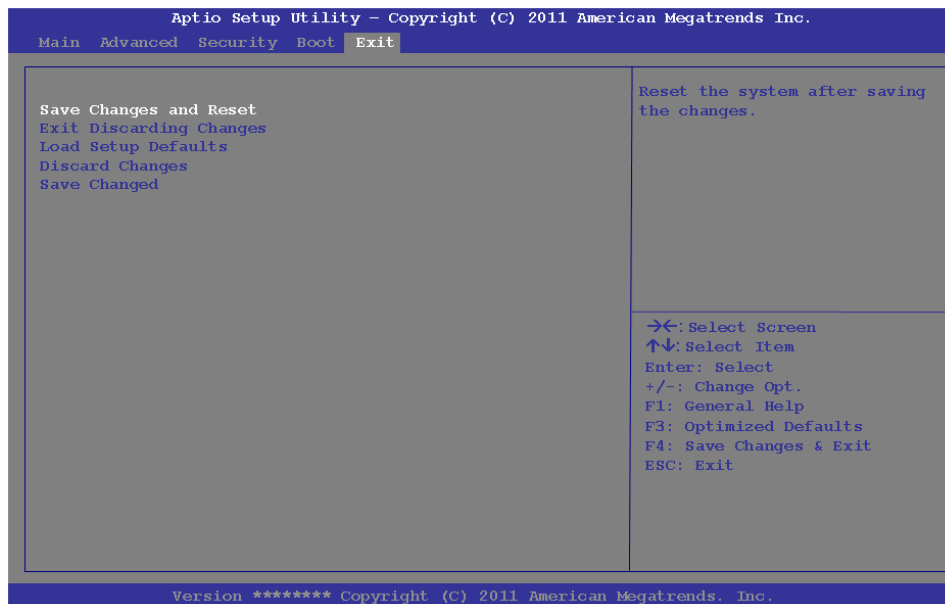 Aptio Setup Utility – Copyright (C) 2011 American Megatrends Inc.
Main Advanced Security Boot Exit
Save Changes and Reset
Exit Discarding Changes
Load Setup Defaults
Discard Changes
Save Changed
Reset the system after saving
the changes.
→←: Select Screen
↑↓: Select Item
Enter: Select
+/-: Change Opt.
F1: General Help
F3: Optimized Defaults
F4: Save Changes & Exit
ESC: Exit
Version ******** Copyright (C) 2011 American Megatrends. Inc.